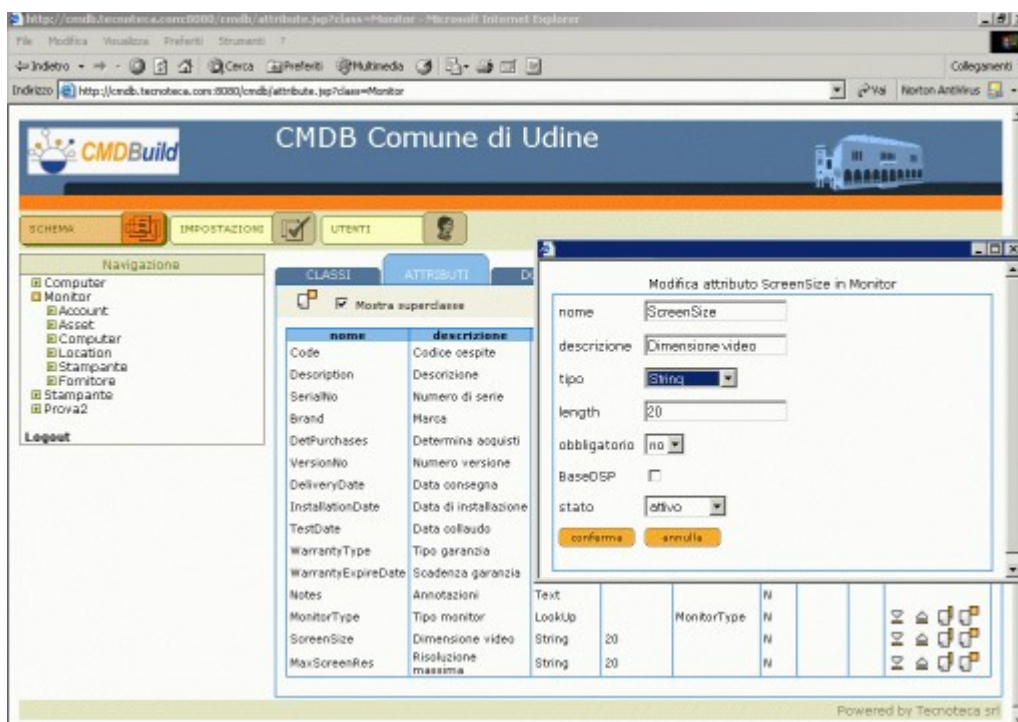 http://cmdb.tecnoteca.com:8080/cmdb/attribute.jsp?class=Monitor - Microsoft Internet Explorer
File Modifica Visualizza Preferiti Strumenti ?
Indietro Cerca Preferiti Multimedia
Collegamenti
Indirizzo http://cmdb.tecnoteca.com:8080/cmdb/attribute.jsp?class=Monitor Vai Norton AntiVirus
CMDBuild
CMDB Comune di Udine
SCHEMA IMPOSTAZIONI UTENTI
Navigazione
Computer
Monitor
Account
Asset
Computer
Location
Stampante
Fornitore
Stampante
Prova2
Logout
CLASSI ATTRIBUTI
Mostra superclasse
nome descrizione
Code Codice cespite
Description Descrizione
SerialNo Numero di serie
Brand Marca
DetPurchases Determina acquisti
VersionNo Numero versione
DeliveryDate Data consegna
InstallationDate Data di installazione
TestDate Data collaudo
WarrantyType Tipo garanzia
WarrantyExpireDate Scadenza garanzia
Notes Annotazioni Text N
MonitorType Tipo monitor LookUp MonitorType N
ScreenSize Dimensione video String 20 N
MaxScreenRes Risoluzione massima String 20 N
Modifica attributo ScreenSize in Monitor
nome ScreenSize
descrizione Dimensione video
tipo String
length 20
obbligatorio no
BaseDSP
stato attivo
conferma annulla
Powered by Tecnoteca srl